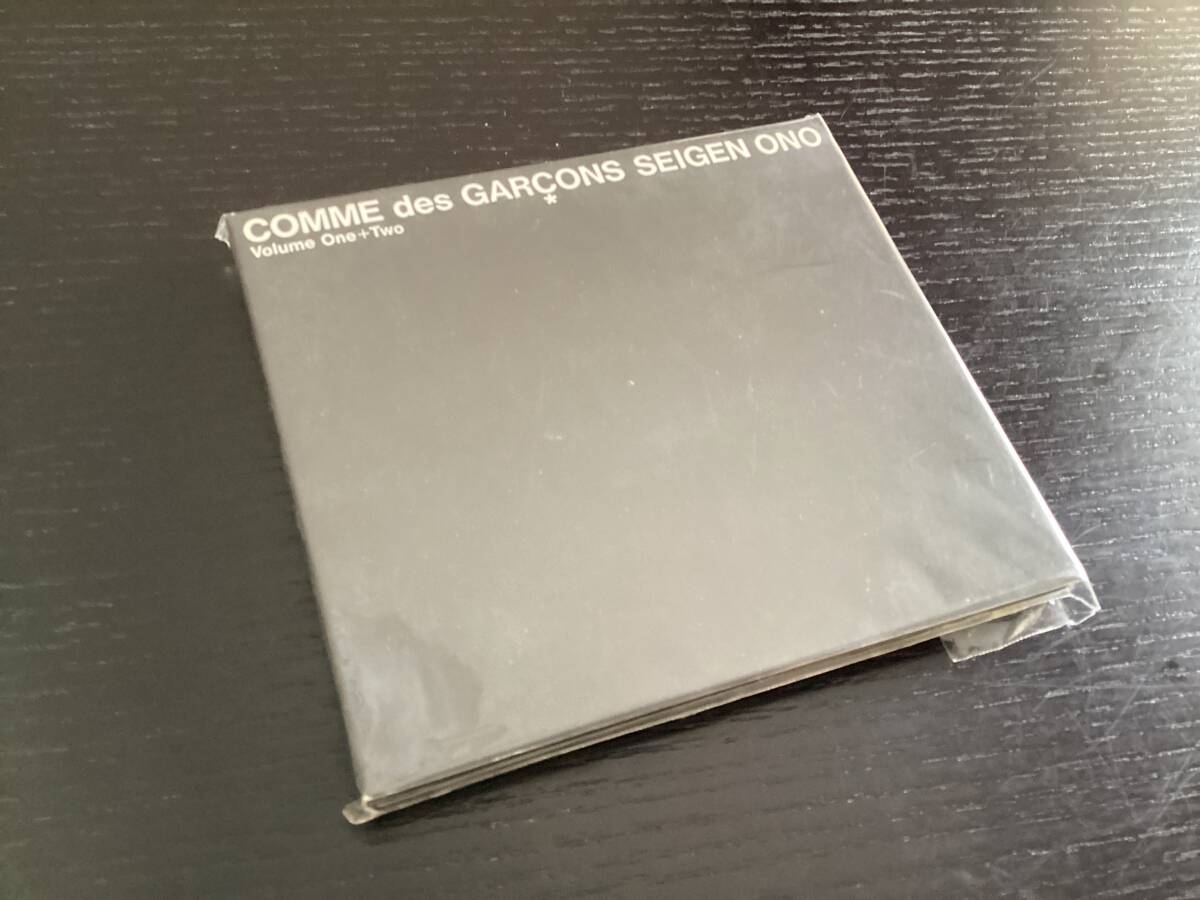 COMME des GARÇONS SEIGEN ONO
*
Volume One+Two